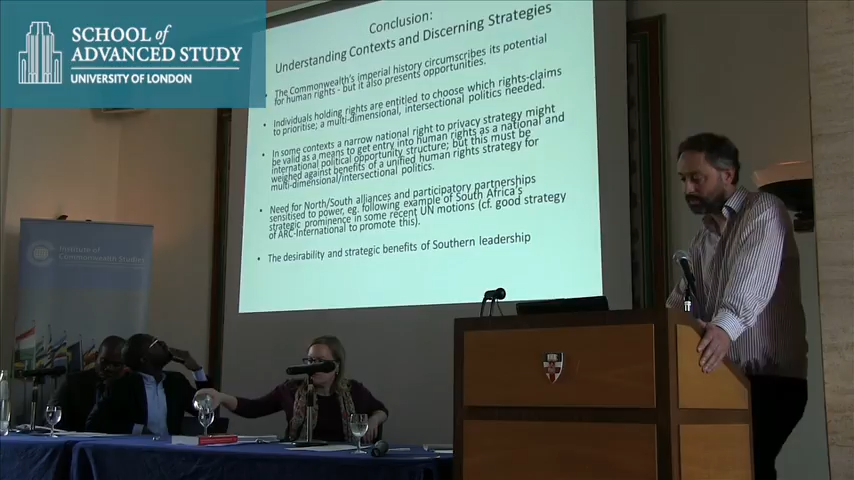 SCHOOL of
ADVANCED STUDY
UNIVERSITY OF LONDON
Conclusion:
Understanding Contexts and Discerning Strategies
• The Commonwealth's imperial history circumscribes its potential
for human rights - but it also presents opportunities.
• Individuals holding rights are entitled to choose which rights-claims
to prioritise; a multi-dimensional, intersectional politics needed.
• In some contexts a narrow national right to privacy strategy might
be valid as a means to get entry into human rights as a national and
international political opportunity structure; but this must be
weighed against benefits of a unified human rights strategy for
multi-dimensional/intersectional politics.
• Need for North/South alliances and participatory partnerships
sensitised to power, eg. following example of South Africa's
strategic prominence in some recent UN motions (cf. good strategy
of ARC-International to promote this).
• The desirability and strategic benefits of Southern leadership
Institute of
Commonwealth Studies